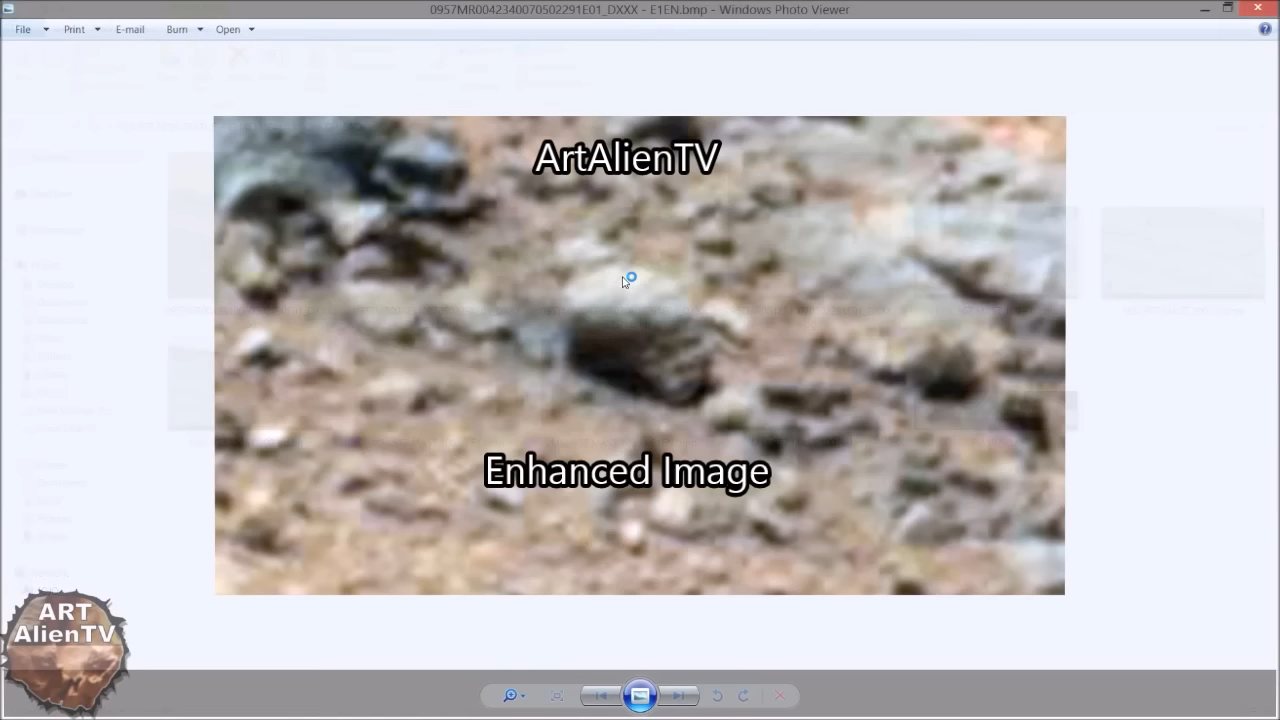 0957MR0042340070502291E01_DXXX - E1EN.bmp - Windows Photo Viewer
File Print E-mail Burn Open
ArtAlienTV
Enhanced Image
ART
AlienTV